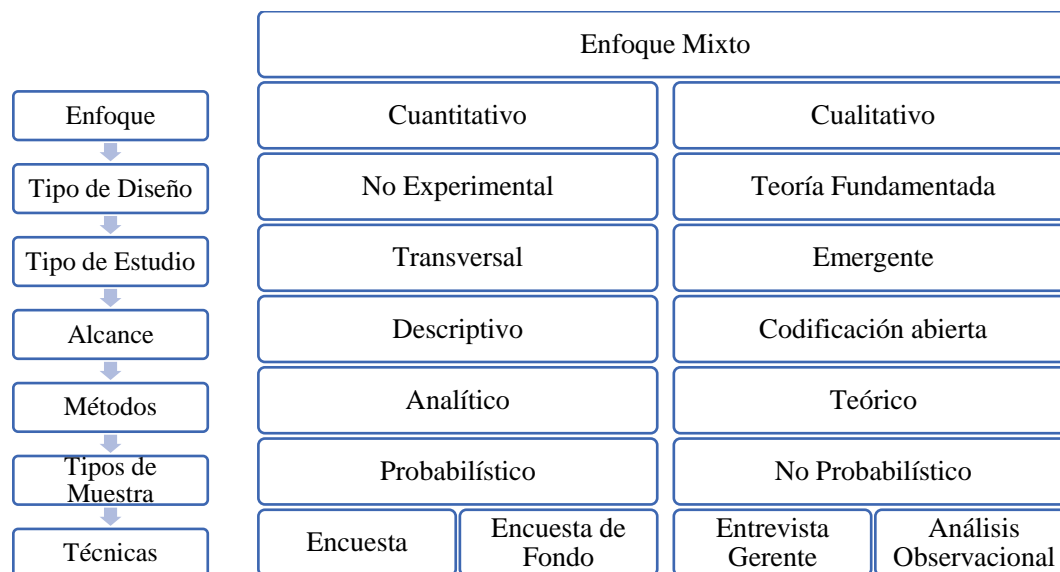 Enfoque Mixto
Enfoque
Cuantitativo
Cualitativo
Tipo de Diseño
No Experimental
Teoría Fundamentada
Tipo de Estudio
Transversal
Emergente
Alcance
Descriptivo
Codificación abierta
Métodos
Analítico
Teórico
Tipos de
Muestra
Probabilístico
No Probabilístico
Técnicas
Encuesta
Encuesta de
Fondo
Entrevista
Gerente
Análisis
Observacional